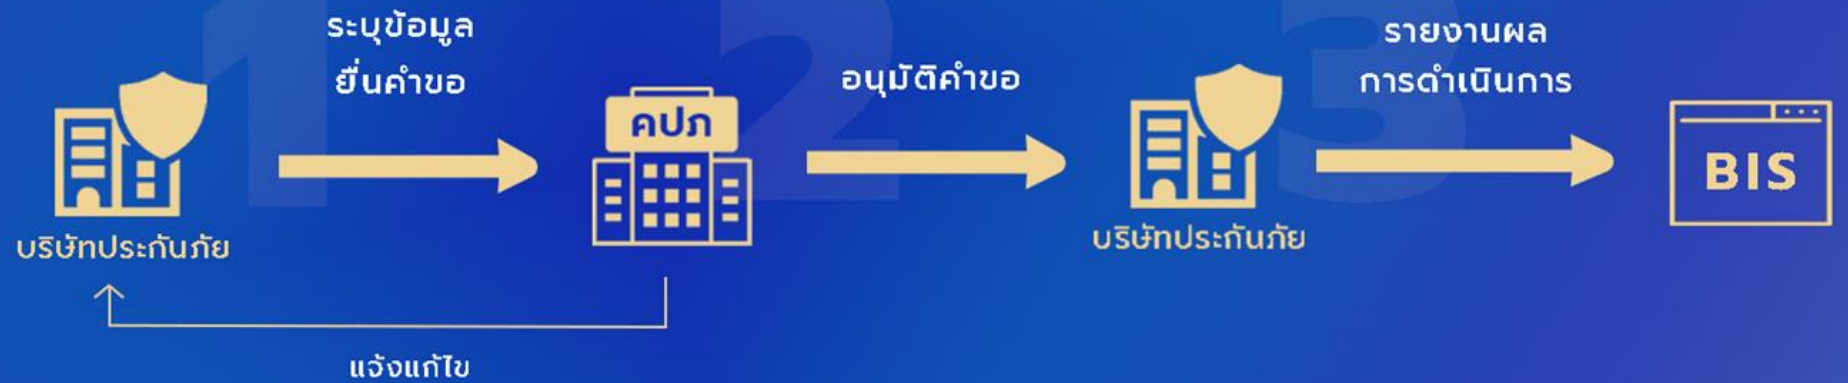 1
ระบุข้อมูล
ยื่นคำขอ
บริษัทประกันภัย
แจ้งแก้ไข
คปภ
2
อนุมัติคำขอ
บริษัทประกันภัย
3
รายงานผล
การดำเนินการ
BIS